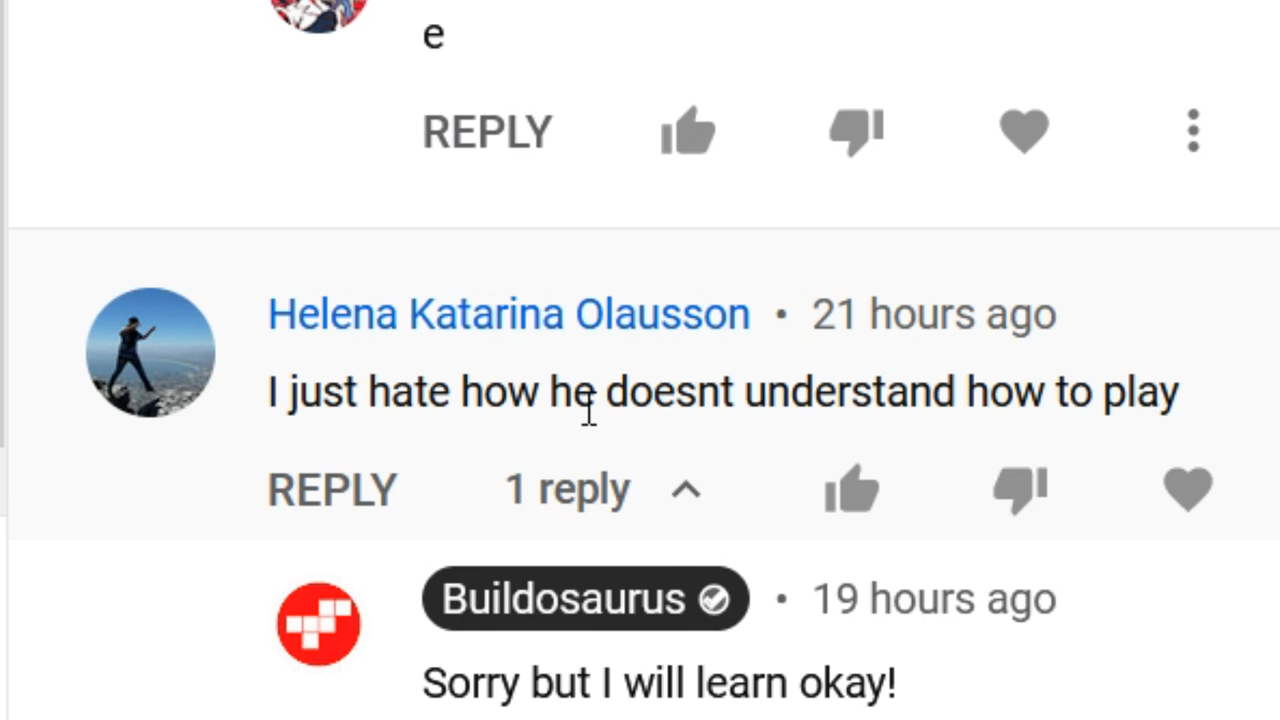 e
REPLY
Helena Katarina Olausson • 21 hours ago
I just hate how he doesnt understand how to play
REPLY 1 reply
Buildosaurus • 19 hours ago
Sorry but I will learn okay!